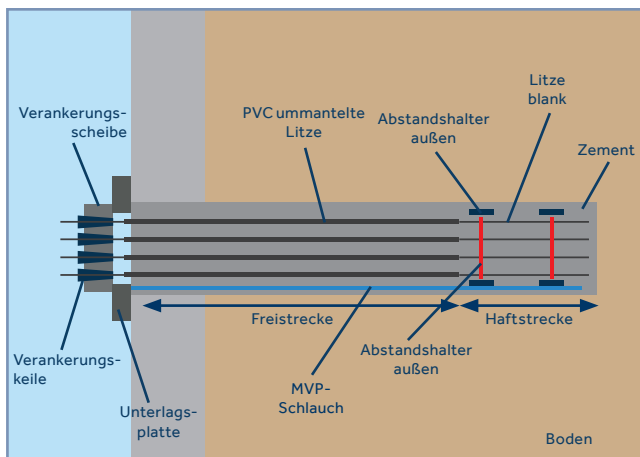 Verankerungs-
scheibe
PVC ummantelte
Litze
Abstandshalter
außen
Litze
blank
Zement
Freistrecke
Haftstrecke
Verankerungs-
keile
Unterlags-
platte
MVP-
Schlauch
Abstandshalter
außen
Boden